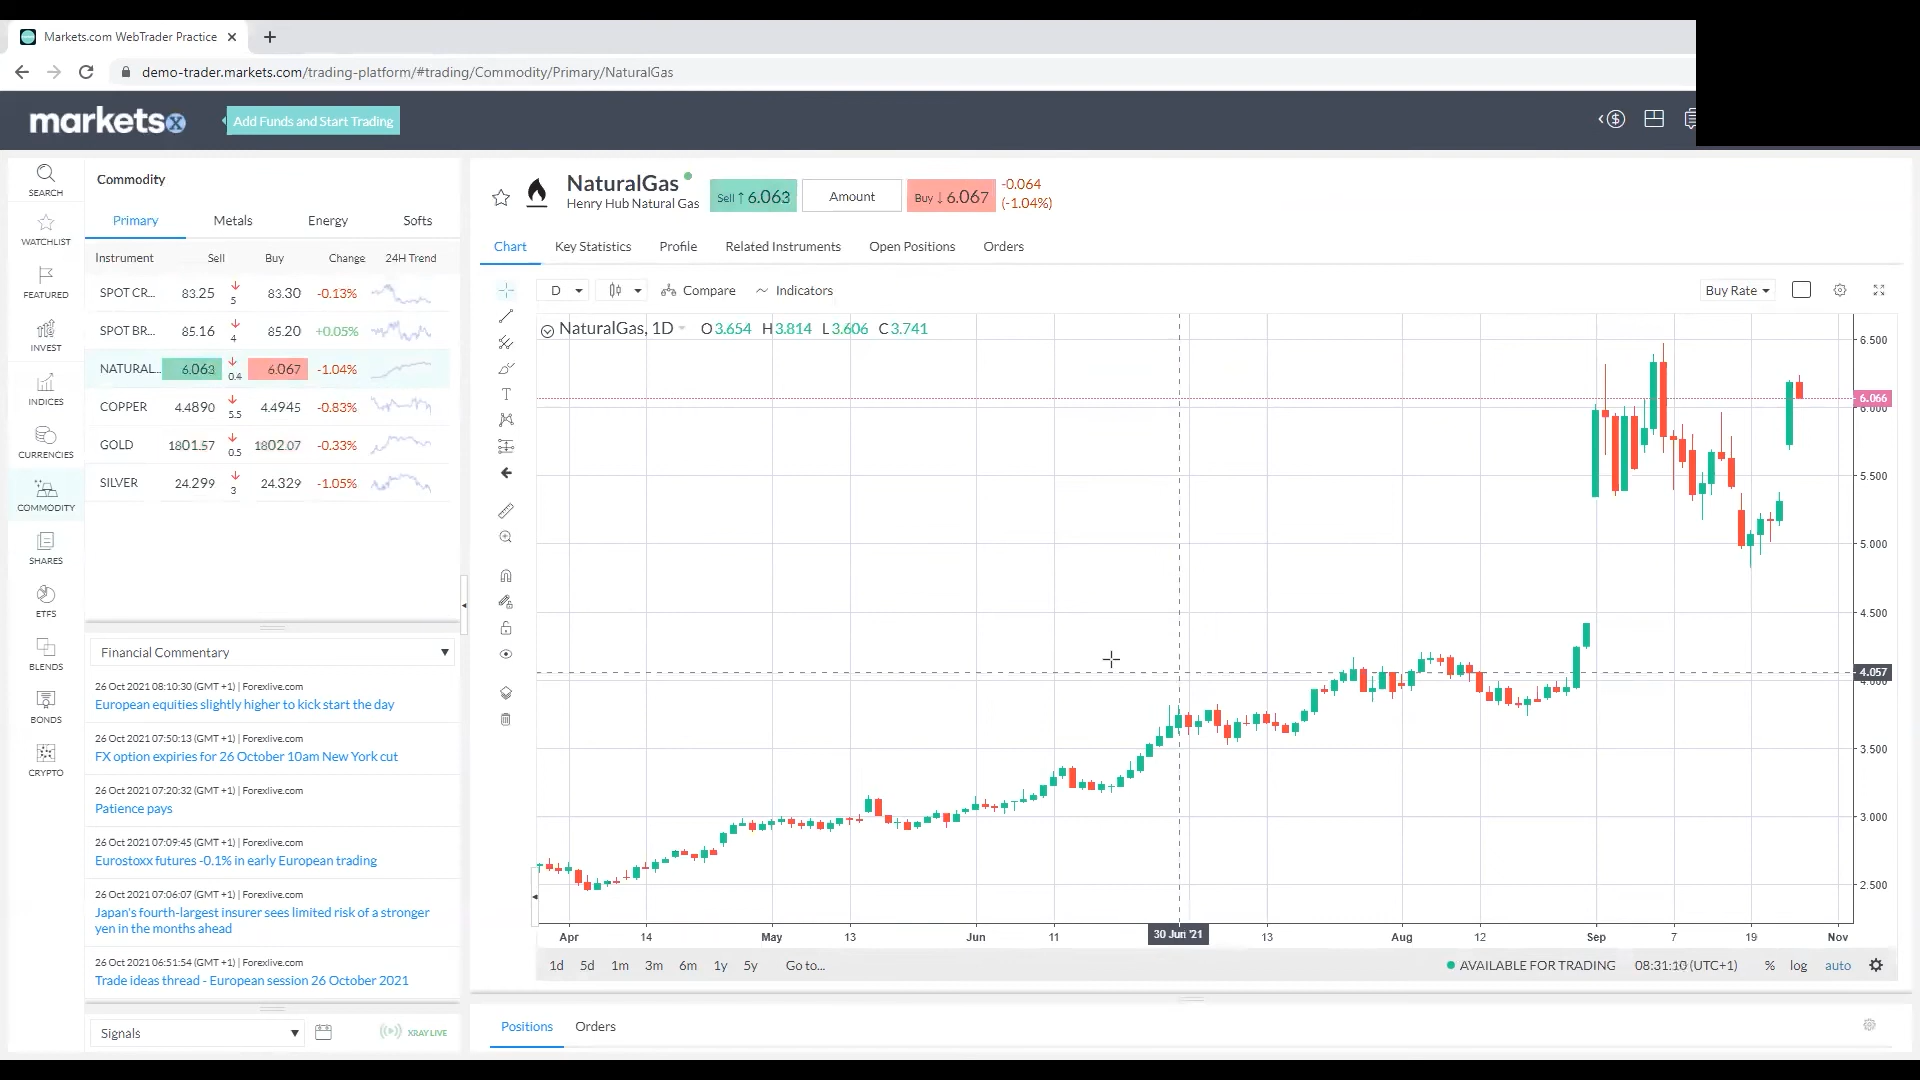 Markets.com WebTrader Practice
demo-trader.markets.com/trading-platform/#trading/Commodity/Primary/NaturalGas
marketsx
Add Funds and Start Trading
SEARCH
WATCHLIST
FEATURED
INVEST
INDICES
CURRENCIES
COMMODITY
SHARES
ETFS
BLENDS
BONDS
CRYPTO
Commodity
Primary Metals Energy Softs
Instrument Sell Buy Change 24H Trend
SPOT CR... 83.25 5 83.30 -0.13%
SPOT BR... 85.16 4 85.20 +0.05%
NATURAL... 6.063 0.4 6.067 -1.04%
COPPER 4.4890 5.5 4.4945 -0.83%
GOLD 1801.57 0.5 1802.07 -0.33%
SILVER 24.299 3 24.329 -1.05%
Financial Commentary
26 Oct 2021 08:10:30 (GMT +1) | Forexlive.com
European equities slightly higher to kick start the day
26 Oct 2021 07:50:13 (GMT +1) | Forexlive.com
FX option expiries for 26 October 10am New York cut
26 Oct 2021 07:20:32 (GMT +1) | Forexlive.com
Patience pays
26 Oct 2021 07:09:45 (GMT +1) | Forexlive.com
Eurostoxx futures -0.1% in early European trading
26 Oct 2021 07:06:07 (GMT +1) | Forexlive.com
Japan's fourth-largest insurer sees limited risk of a stronger
yen in the months ahead
26 Oct 2021 06:51:54 (GMT +1) | Forexlive.com
Trade ideas thread - European session 26 October 2021
Signals XRAY LIVE
NaturalGas
Henry Hub Natural Gas
Sell ↑ 6.063 Amount Buy ↓ 6.067
-0.064
(-1.04%)
Chart Key Statistics Profile Related Instruments Open Positions Orders
D Compare Indicators Buy Rate
NaturalGas, 1D O3.654 H3.814 L3.606 C3.741
6.500
6.066
6.000
5.500
5.000
4.500
4.057
4.000
3.500
3.000
2.500
Apr 14 May 13 Jun 11 30 Jun '21 13 Aug 12 Sep 7 19 Nov
1d 5d 1m 3m 6m 1y 5y Go to...
AVAILABLE FOR TRADING 08:31:10 (UTC+1) % log auto
Positions Orders